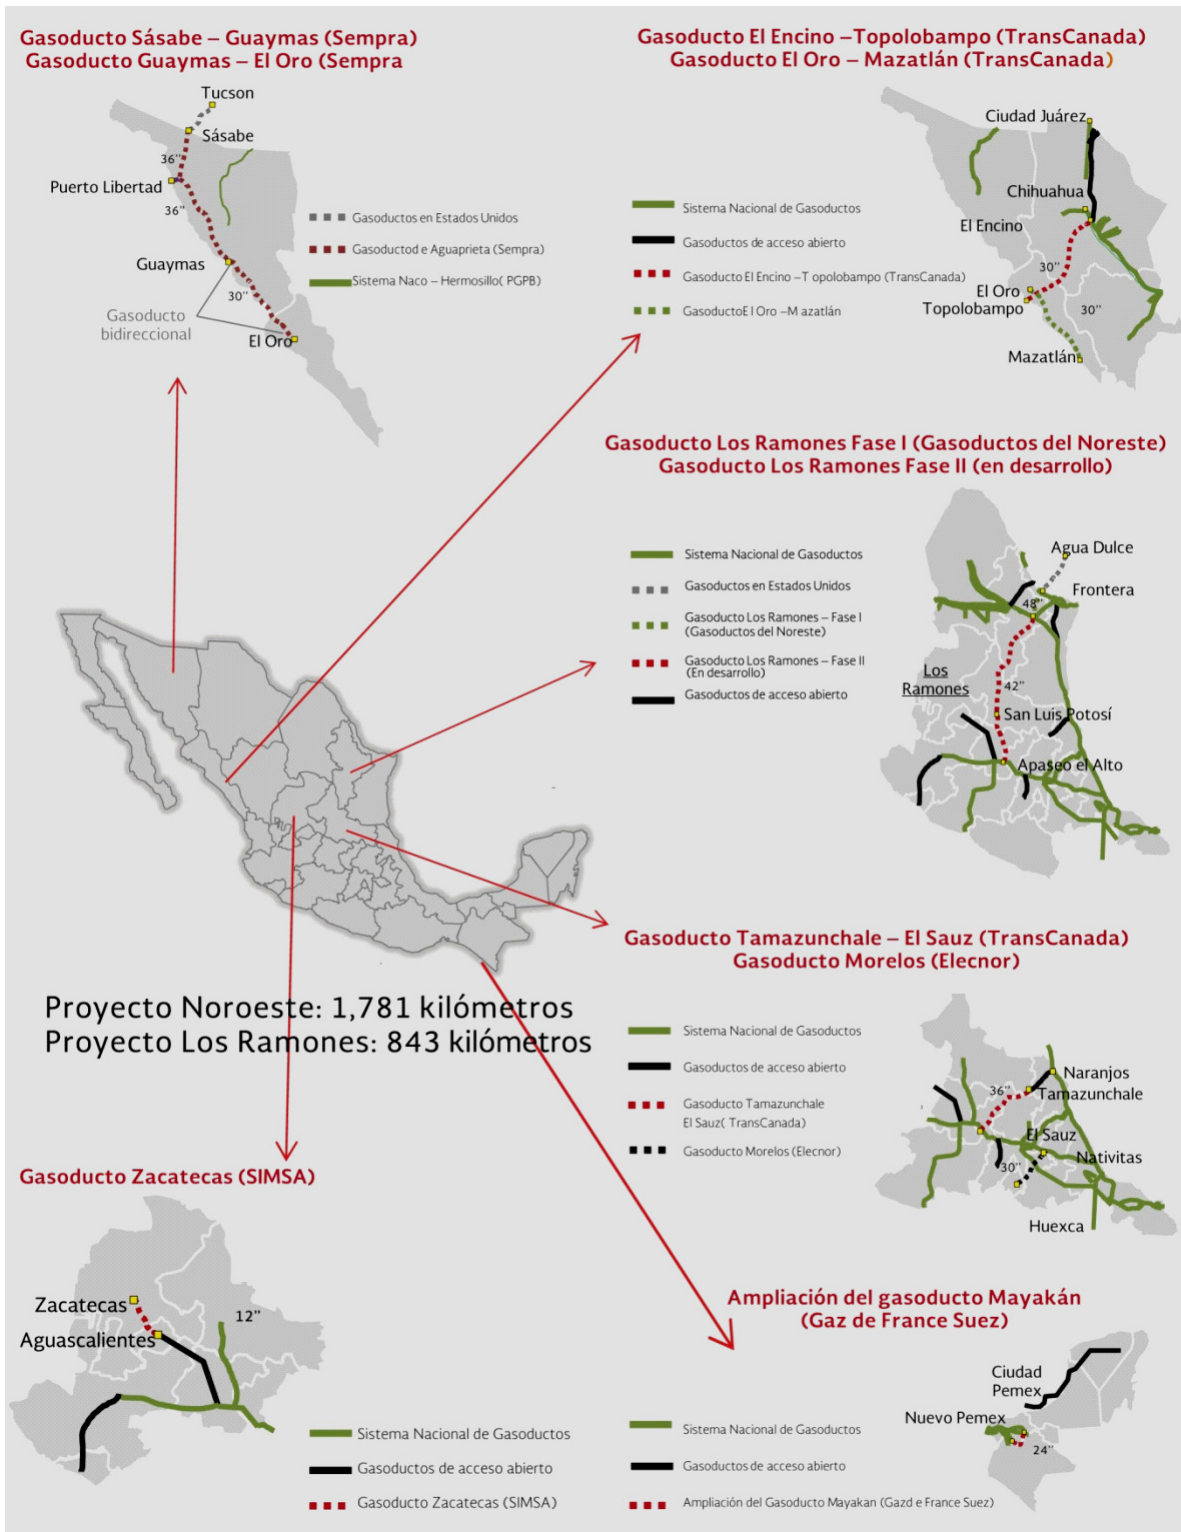 Gasoducto Sásabe – Guaymas (Sempra)
Gasoducto Guaymas – El Oro (Sempra
Tucson
Sásabe
36’’
Puerto Libertad
36’’
Guaymas
30’’
Gasoducto
bidireccional
El Oro
Gasoductos en Estados Unidos
Gasoductod e Aguaprieta (Sempra)
Sistema Naco – Hermosillo( PGPB)
Gasoducto El Encino –Topolobampo (TransCanada)
Gasoducto El Oro – Mazatlán (TransCanada)
Ciudad Juárez
Chihuahua
El Encino
30’’
El Oro
Topolobampo
30’’
Mazatlán
Sistema Nacional de Gasoductos
Gasoductos de acceso abierto
Gasoducto El Encino –T opolobampo (TransCanada)
GasoductoE l Oro –M azatlán
Gasoducto Los Ramones Fase I (Gasoductos del Noreste)
Gasoducto Los Ramones Fase II (en desarrollo)
Sistema Nacional de Gasoductos
Gasoductos en Estados Unidos
Gasoducto Los Ramones – Fase I
(Gasoductos del Noreste)
Gasoducto Los Ramones – Fase II
(En desarrollo)
Gasoductos de acceso abierto
Agua Dulce
Frontera
48’’
Los
Ramones
42’’
San Luis Potosí
Apaseo el Alto
Proyecto Noroeste: 1,781 kilómetros
Proyecto Los Ramones: 843 kilómetros
Gasoducto Tamazunchale – El Sauz (TransCanada)
Gasoducto Morelos (Elecnor)
Sistema Nacional de Gasoductos
Gasoductos de acceso abierto
Gasoducto Tamazunchale
El Sauz( TransCanada)
Gasoducto Morelos (Elecnor)
Naranjos
36’’
Tamazunchale
El Sauz
Nativitas
30’’
Huexca
Gasoducto Zacatecas (SIMSA)
Zacatecas
12’’
Aguascalientes
Sistema Nacional de Gasoductos
Gasoductos de acceso abierto
Gasoducto Zacatecas (SIMSA)
Ampliación del gasoducto Mayakán
(Gaz de France Suez)
Ciudad
Pemex
Nuevo Pemex
24’’
Sistema Nacional de Gasoductos
Gasoductos de acceso abierto
Ampliación del Gasoducto Mayakan (Gazd e France Suez)